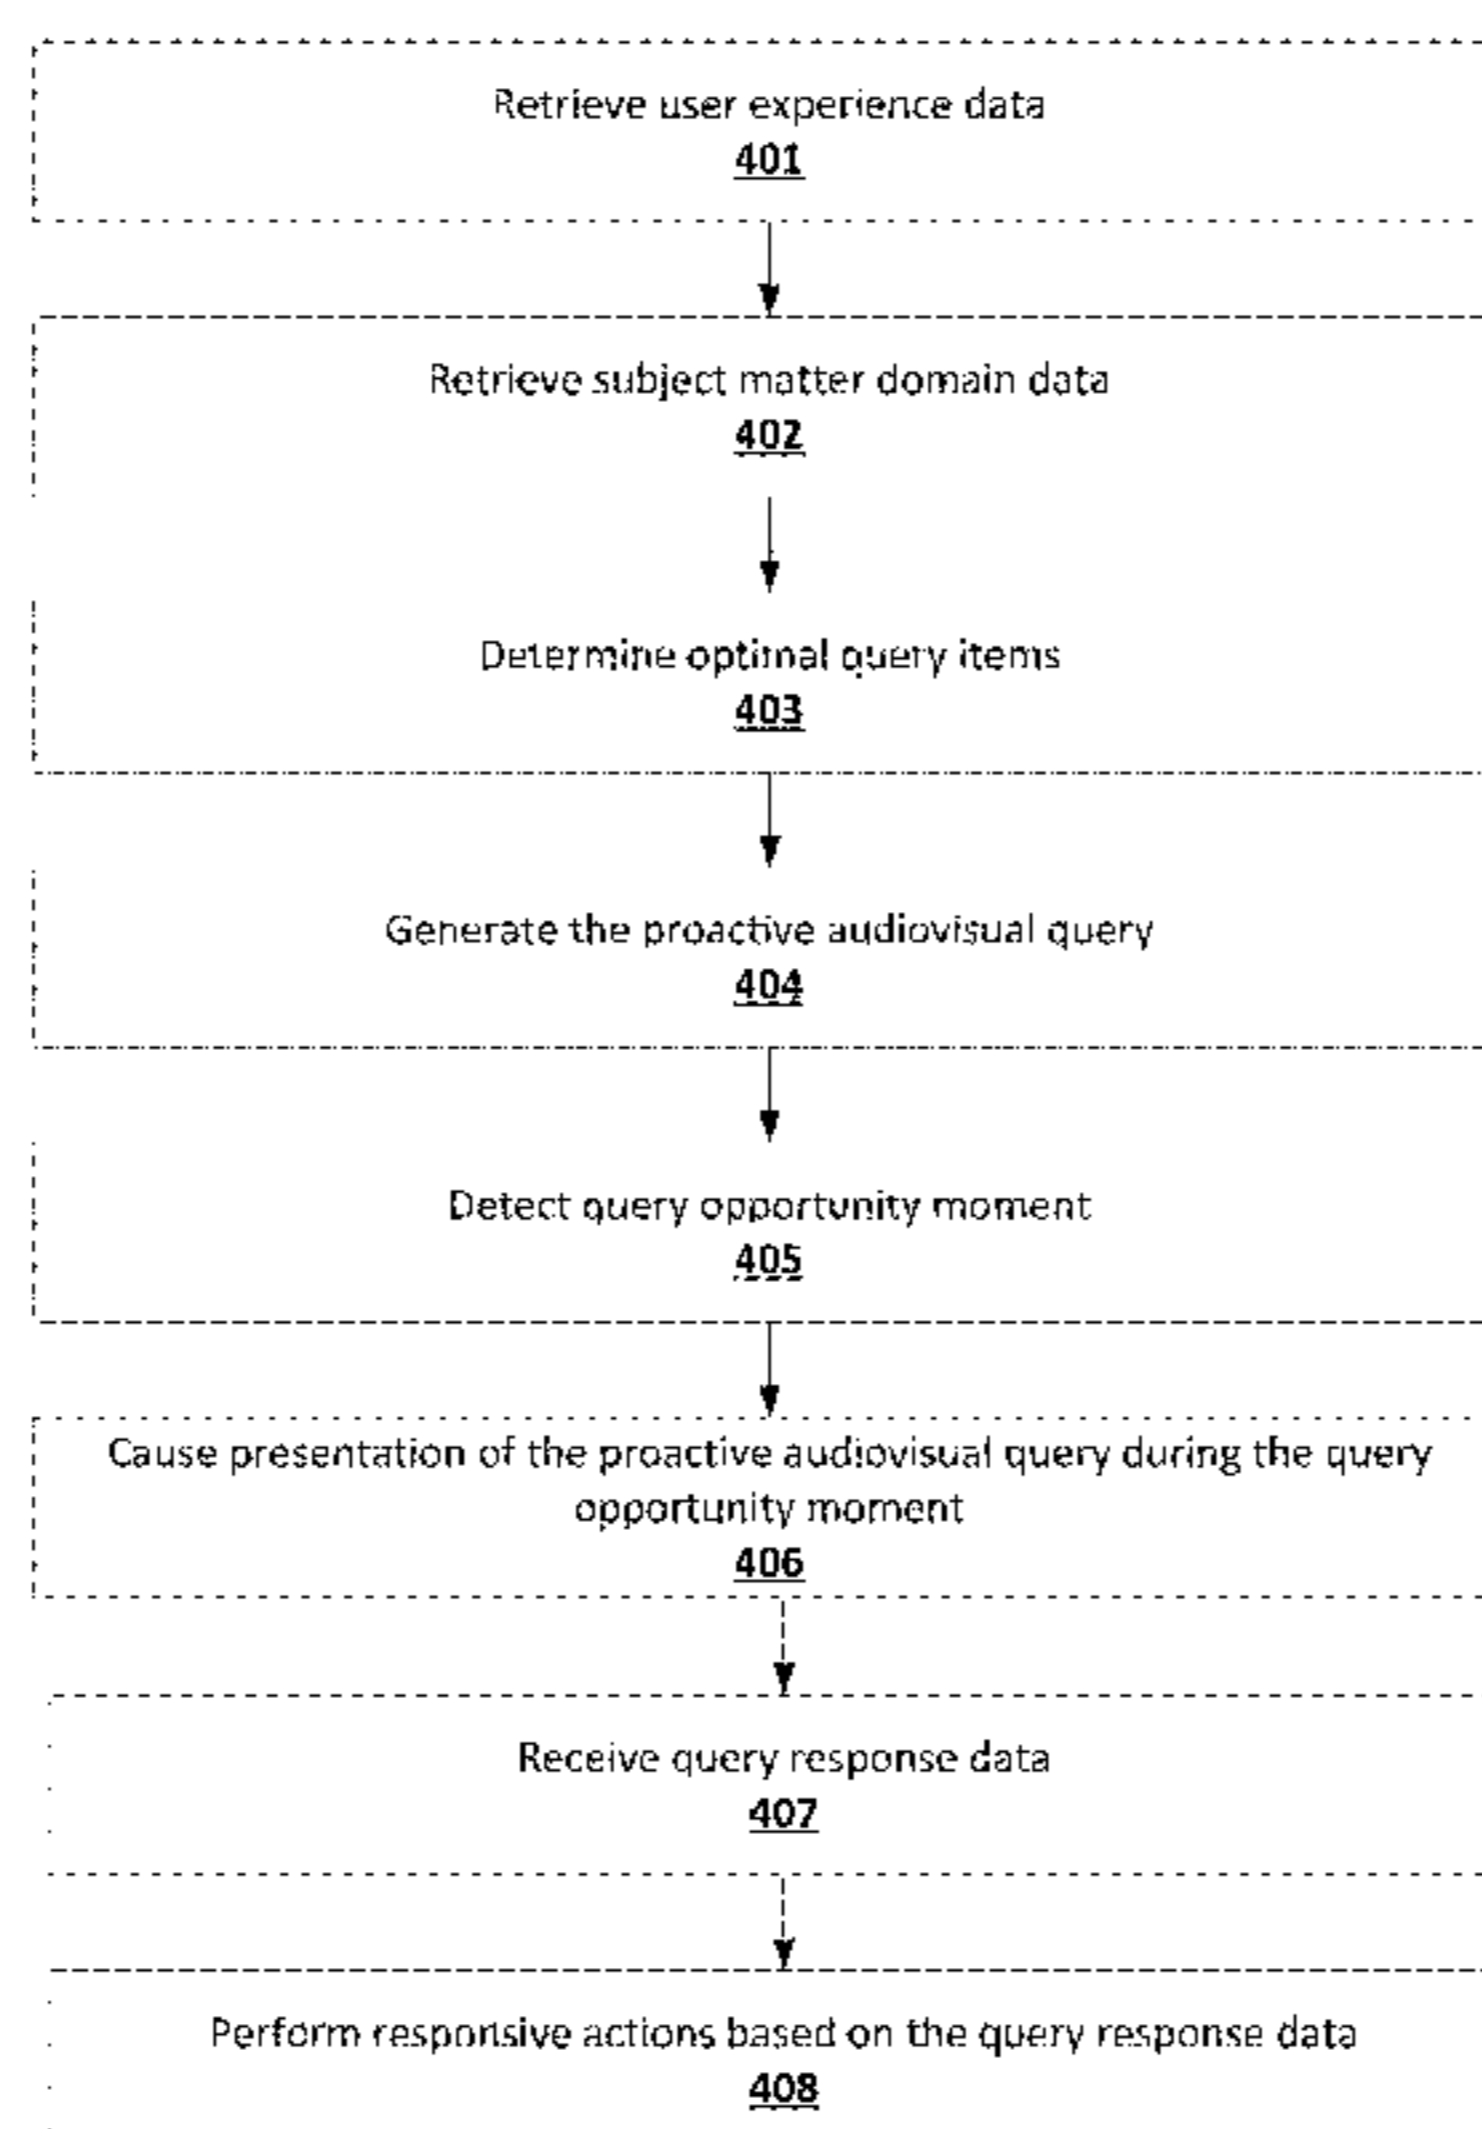 Retrieve user experience data
401
Retrieve subject matter domain data
402
Determine optimal query items
403
Generate the proactive audiovisual query
404
Detect query opportunity moment
405
Cause presentation of the proactive audiovisual query during the query
opportunity moment
406
Receive query response data
407
Perform responsive actions based on the query response data
408